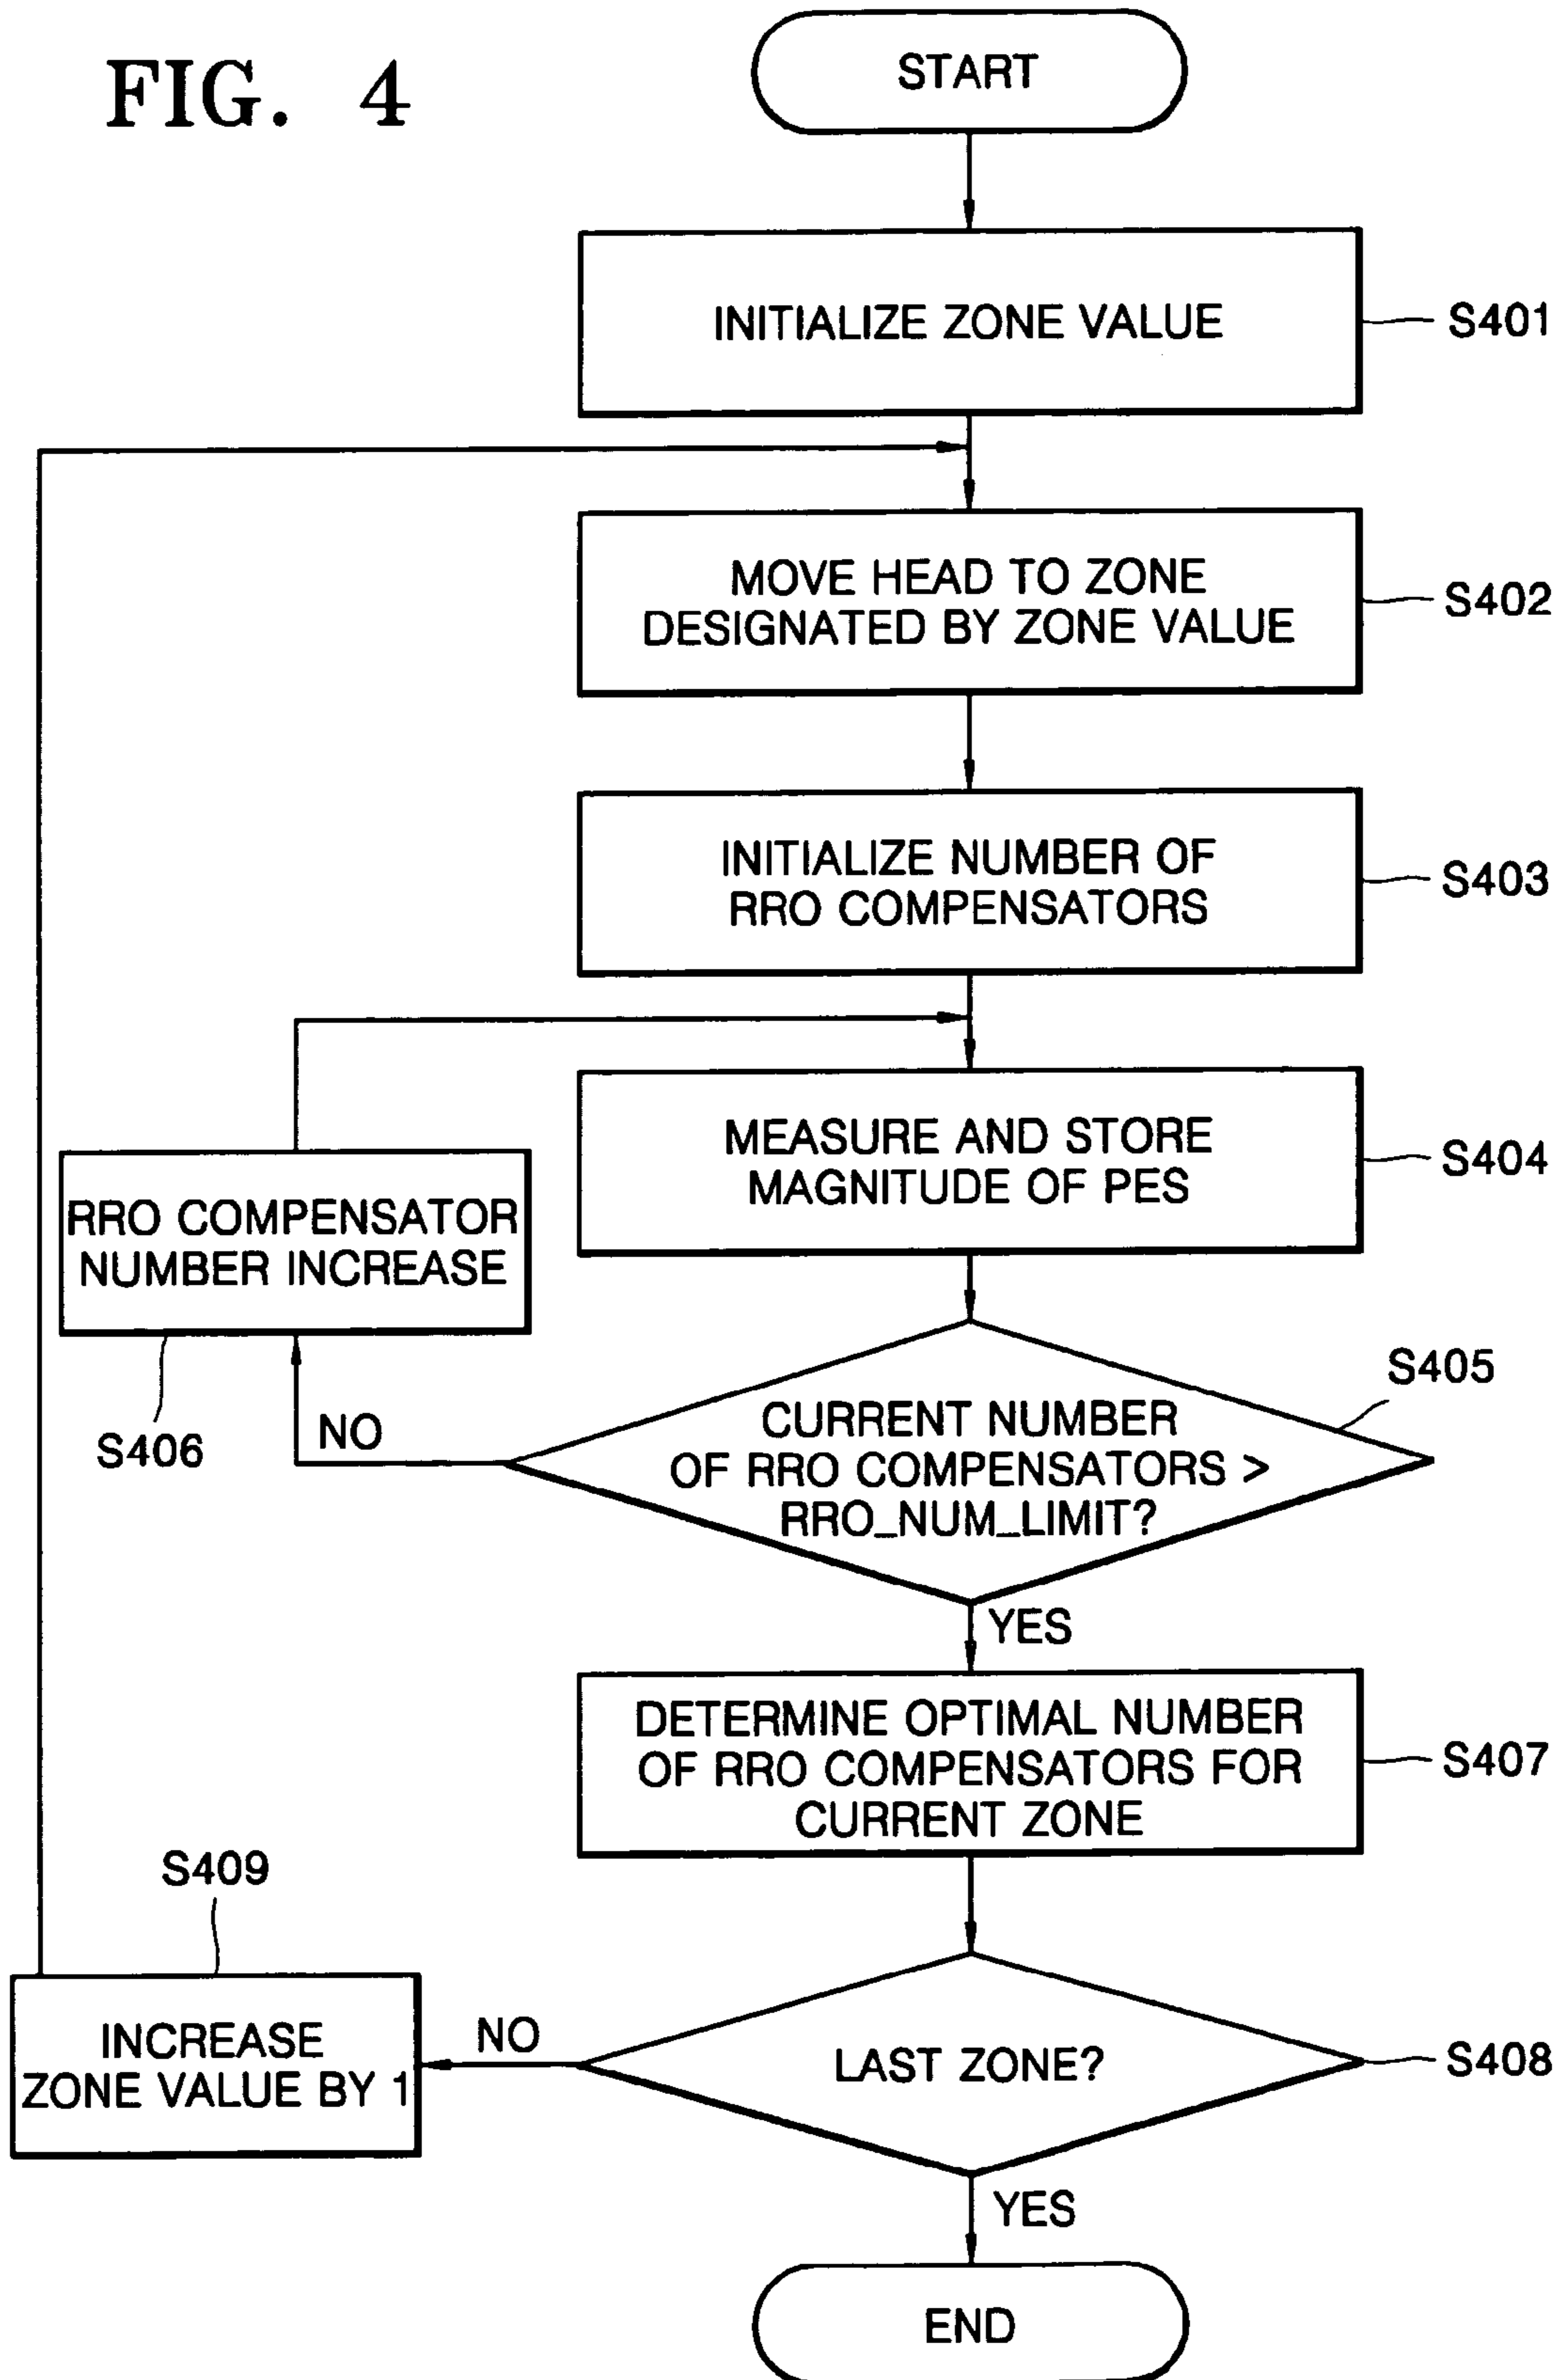 FIG. 4
START
INITIALIZE ZONE VALUE
S401
MOVE HEAD TO ZONE
DESIGNATED BY ZONE VALUE
S402
INITIALIZE NUMBER OF
RRO COMPENSATORS
S403
MEASURE AND STORE
MAGNITUDE OF PES
S404
RRO COMPENSATOR
NUMBER INCREASE
S406
NO
CURRENT NUMBER
OF RRO COMPENSATORS >
RRO_NUM_LIMIT?
S405
YES
DETERMINE OPTIMAL NUMBER
OF RRO COMPENSATORS FOR
CURRENT ZONE
S407
S409
INCREASE
ZONE VALUE BY 1
NO
LAST ZONE?
S408
YES
END